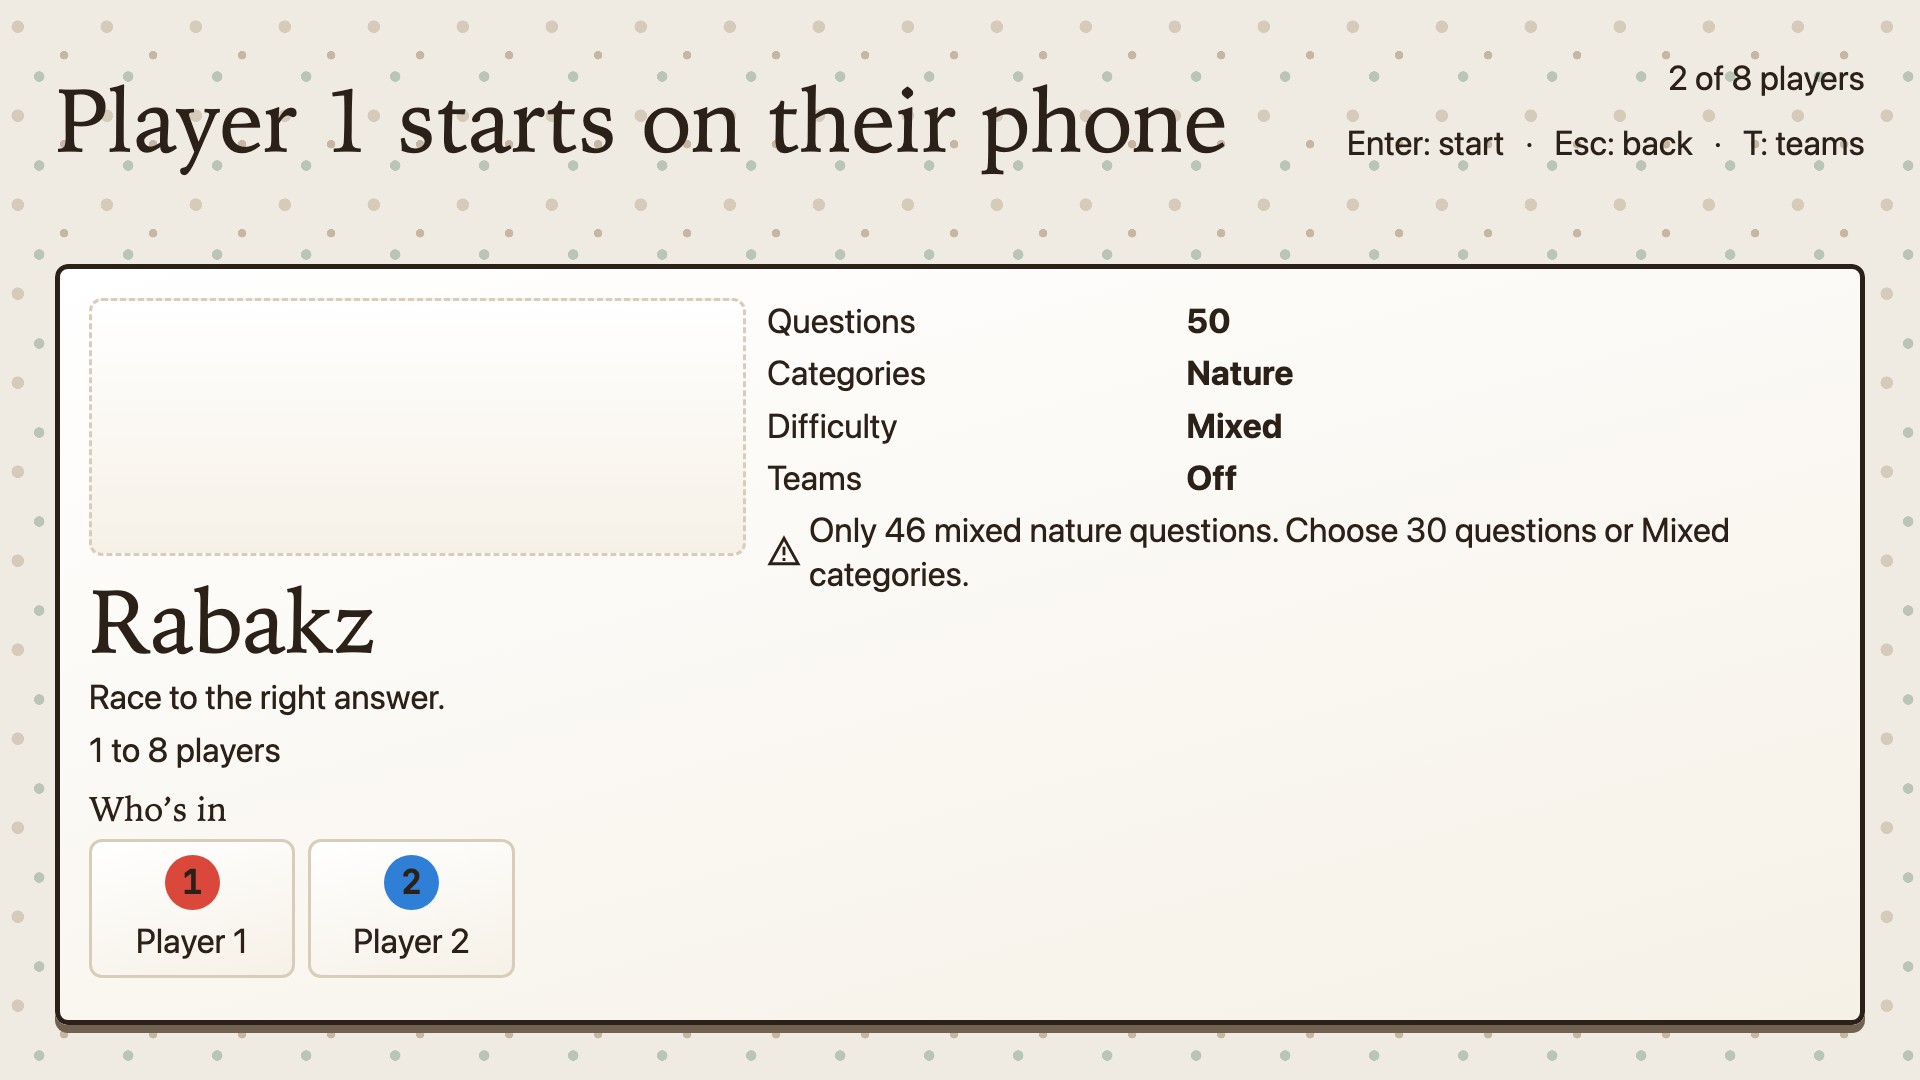 Player 1 starts on their phone
2 of 8 players
Enter: start · Esc: back · T: teams
Questions 50
Categories Nature
Difficulty Mixed
Teams Off
Only 46 mixed nature questions. Choose 30 questions or Mixed
categories.
Rabakz
Race to the right answer.
1 to 8 players
Who’s in
1
Player 1
2
Player 2